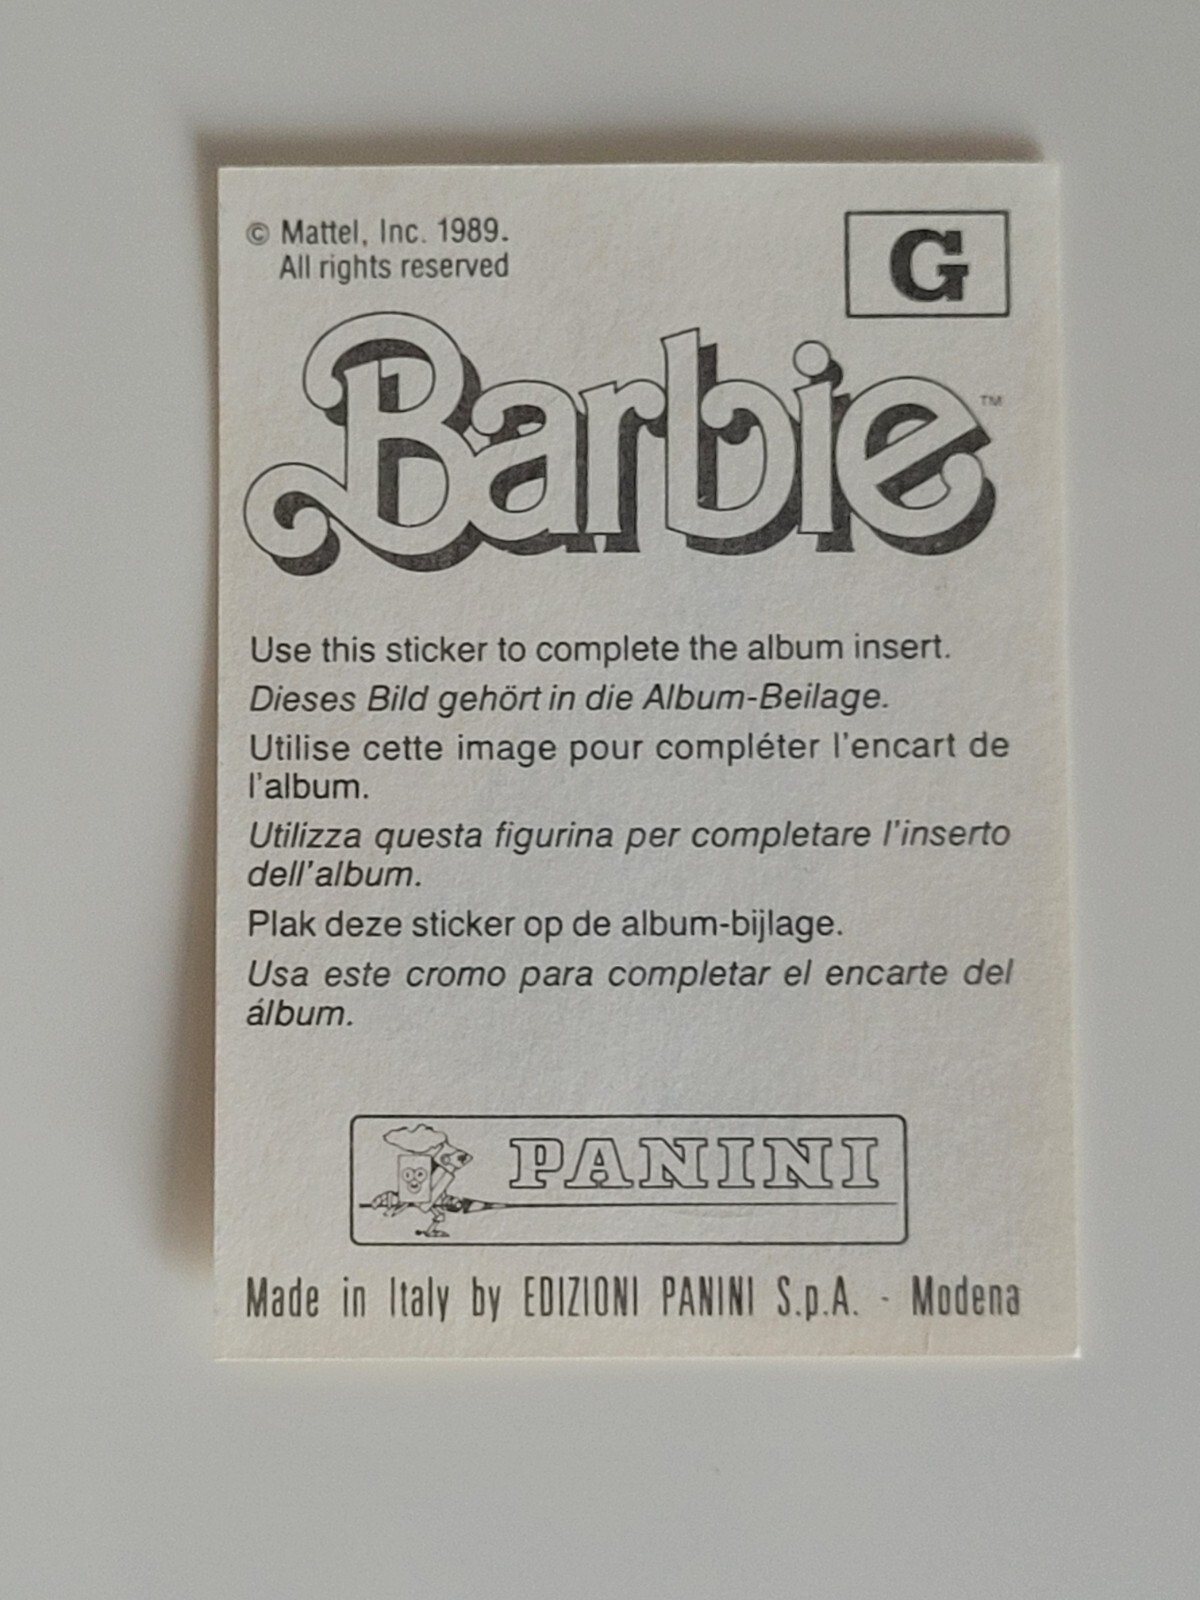 © Mattel, Inc. 1989.
All rights reserved
G
Barbie™
Use this sticker to complete the album insert.
Dieses Bild gehört in die Album-Beilage.
Utilise cette image pour compléter l'encart de
l'album.
Utilizza questa figurina per completare l'inserto
dell'album.
Plak deze sticker op de album-bijlage.
Usa este cromo para completar el encarte del
álbum.
PANINI
Made in Italy by EDIZIONI PANINI S.p.A. - Modena